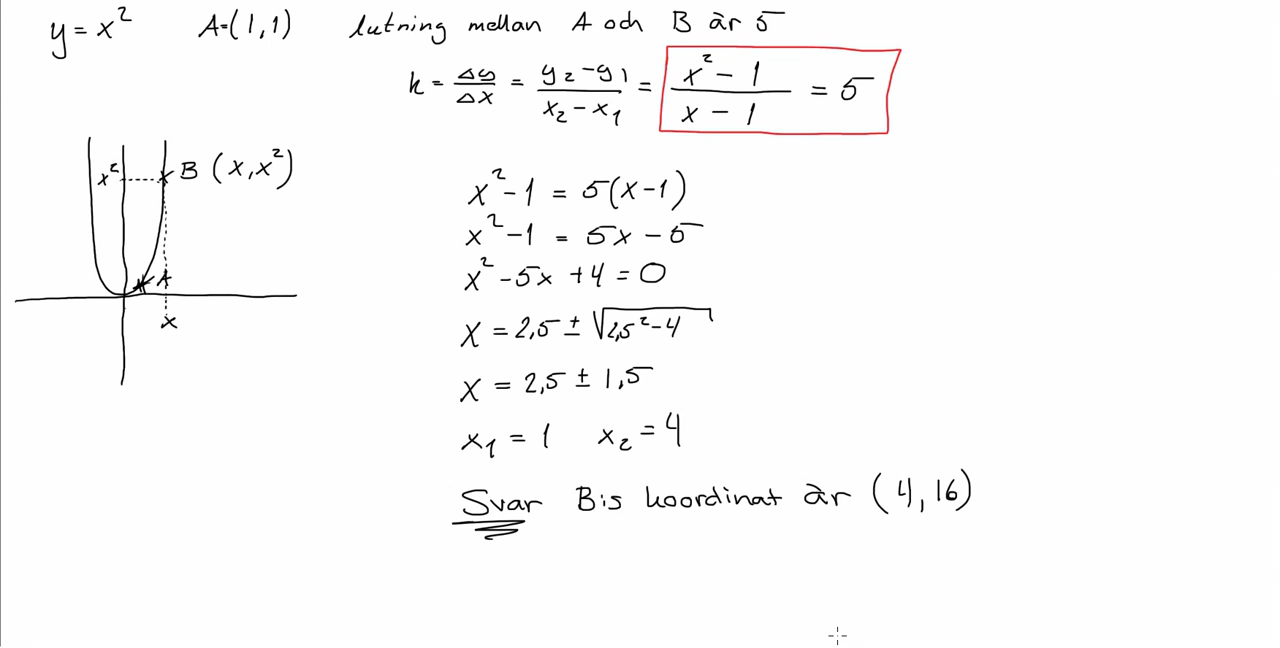 y = x² A=(1,1) lutning mellan A och B är 5
k = Δy/Δx = (y₂-y₁)/(x₂-x₁) = (x²-1)/(x-1) = 5
x² B (x,x²)
A
x
x²-1 = 5(x-1)
x²-1 = 5x-5
x²-5x+4=0
x = 2,5 ± √(2,5²-4)
x = 2,5 ± 1,5
x₁ = 1 x₂ = 4
Svar B:s koordinat är (4,16)